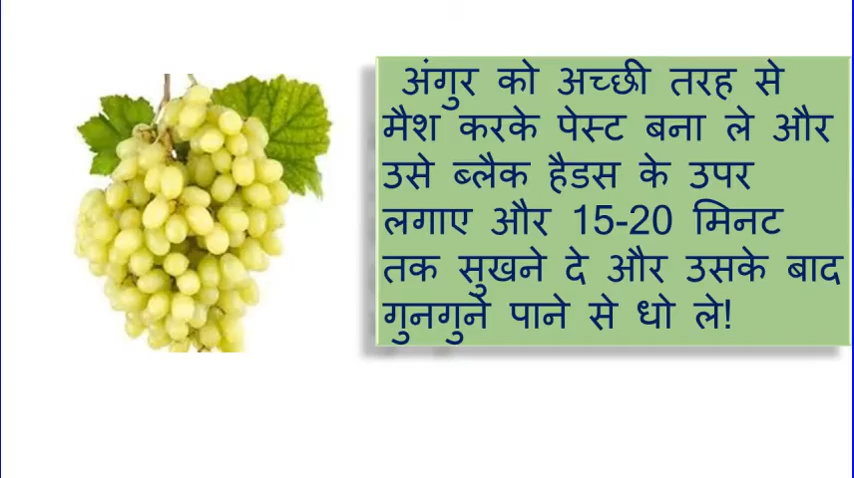 अंगुर को अच्छी तरह से
मैश करके पेस्ट बना ले और
उसे ब्लैक हैडस के उपर
लगाए और 15-20 मिनट
तक सुखने दे और उसके बाद
गुनगुने पाने से धो ले!